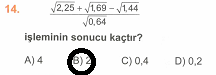 14. √2,25 + √1,69 – √1,44
√0,64
işleminin sonucu kaçtır?
A) 4 B) 2 C) 0,4 D) 0,2